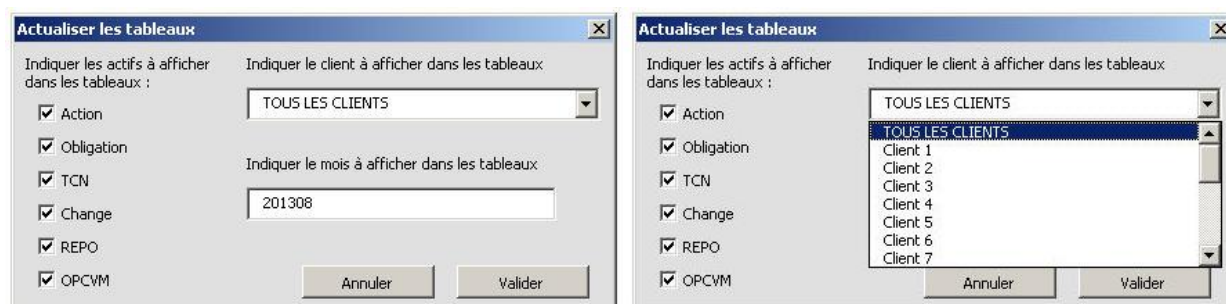 Actualiser les tableaux
Indiquer les actifs à afficher
dans les tableaux :
Action
Obligation
TCN
Change
REPO
OPCVM
Indiquer le client à afficher dans les tableaux
TOUS LES CLIENTS
Indiquer le mois à afficher dans les tableaux
201308
Annuler
Valider
Actualiser les tableaux
Indiquer les actifs à afficher
dans les tableaux :
Action
Obligation
TCN
Change
REPO
OPCVM
Indiquer le client à afficher dans les tableaux
TOUS LES CLIENTS
TOUS LES CLIENTS
Client 1
Client 2
Client 3
Client 4
Client 5
Client 6
Client 7
Annuler
Valider